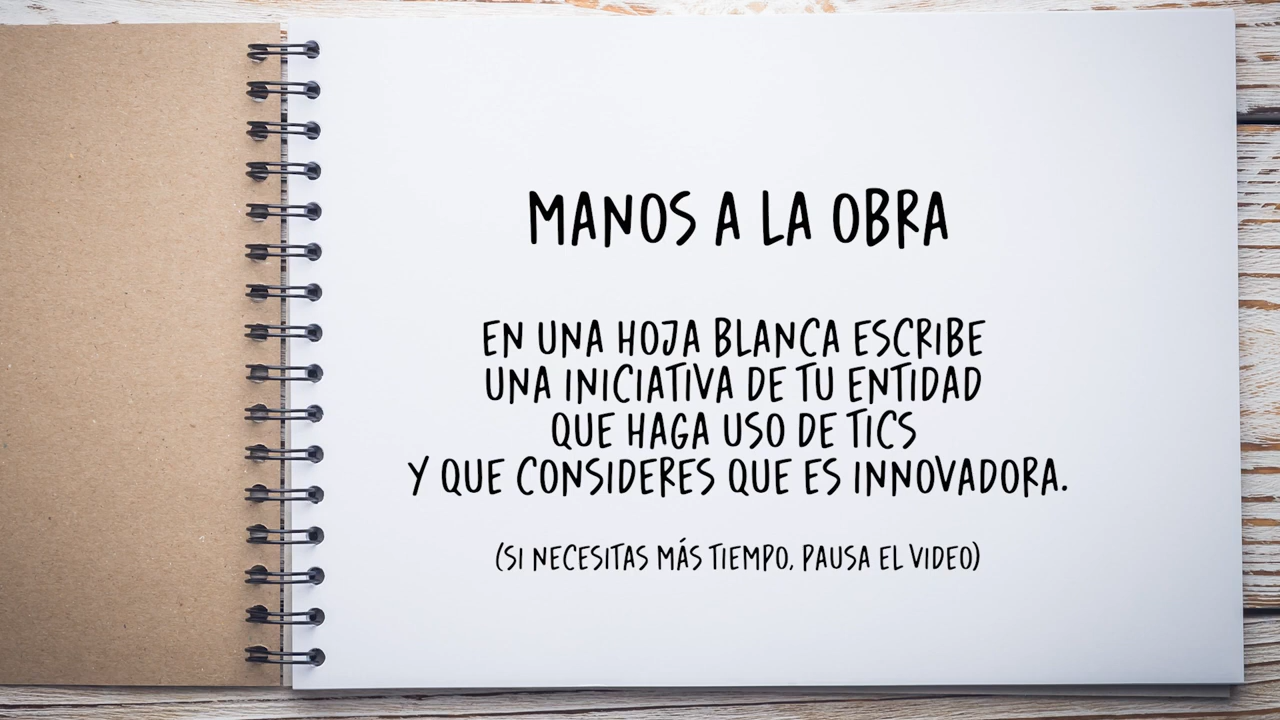 MANOS A LA OBRA
EN UNA HOJA BLANCA ESCRIBE
UNA INICIATIVA DE TU ENTIDAD
QUE HAGA USO DE TICS
Y QUE CONSIDERES QUE ES INNOVADORA.
(SI NECESITAS MÁS TIEMPO, PAUSA EL VIDEO)